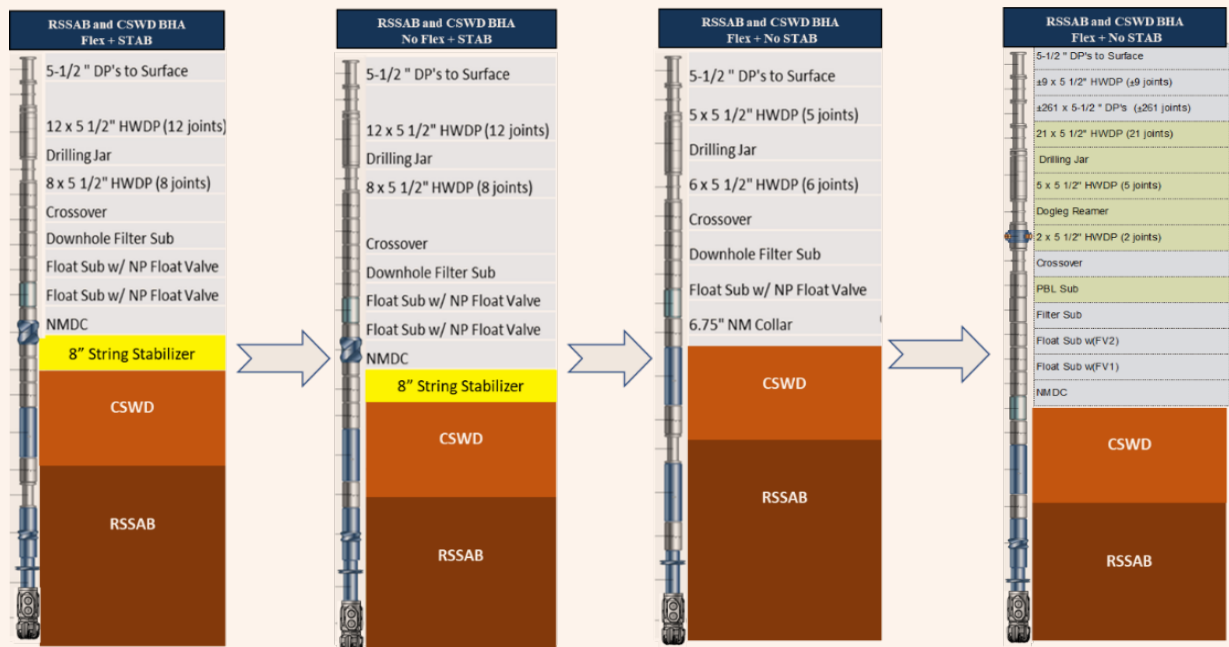 RSSAB and CSWD BHA
Flex + STAB
5-1/2 " DP's to Surface
12 x 5 1/2" HWDP (12 joints)
Drilling Jar
8 x 5 1/2" HWDP (8 joints)
Crossover
Downhole Filter Sub
Float Sub w/ NP Float Valve
Float Sub w/ NP Float Valve
NMDC
8" String Stabilizer
CSWD
RSSAB
RSSAB and CSWD BHA
No Flex + STAB
5-1/2 " DP's to Surface
12 x 5 1/2" HWDP (12 joints)
Drilling Jar
8 x 5 1/2" HWDP (8 joints)
Crossover
Downhole Filter Sub
Float Sub w/ NP Float Valve
Float Sub w/ NP Float Valve
NMDC
8" String Stabilizer
CSWD
RSSAB
RSSAB and CSWD BHA
Flex + No STAB
5-1/2 " DP's to Surface
5 x 5 1/2" HWDP (5 joints)
Drilling Jar
6 x 5 1/2" HWDP (6 joints)
Crossover
Downhole Filter Sub
Float Sub w/ NP Float Valve
6.75" NM Collar
CSWD
RSSAB
RSSAB and CSWD BHA
Flex + No STAB
5-1/2 " DP's to Surface
±9 x 5 1/2" HWDP (±9 joints)
±261 x 5-1/2 " DP's (±261 joints)
21 x 5 1/2" HWDP (21 joints)
Drilling Jar
5 x 5 1/2" HWDP (5 joints)
Dogleg Reamer
2 x 5 1/2" HWDP (2 joints)
Crossover
PBL Sub
Filter Sub
Float Sub w(FV2)
Float Sub w(FV1)
NMDC
CSWD
RSSAB